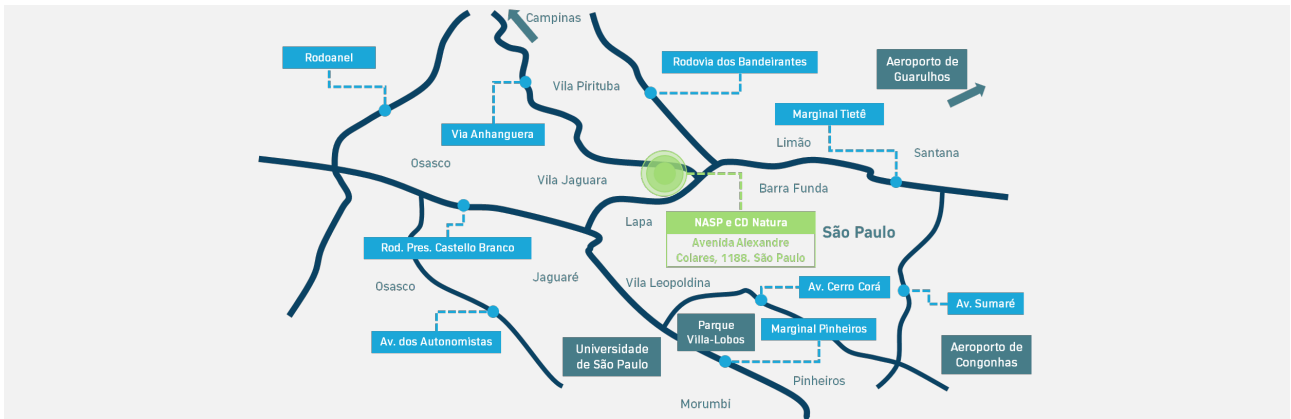 Campinas
Rodoanel
Rodovia dos Bandeirantes
Aeroporto de
Guarulhos
Vila Pirituba
Marginal Tietê
Via Anhanguera
Limão
Santana
Osasco
Vila Jaguara
Barra Funda
Lapa
NASP e CD Natura
Avenida Alexandre
Colares, 1188. São Paulo
São Paulo
Rod. Pres. Castello Branco
Jaguaré
Vila Leopoldina
Osasco
Av. Cerro Corá
Av. Sumaré
Parque
Villa-Lobos
Marginal Pinheiros
Av. dos Autonomistas
Universidade
de São Paulo
Aeroporto de
Congonhas
Pinheiros
Morumbi